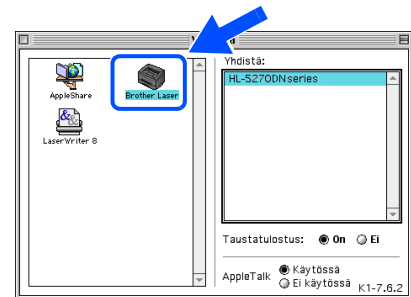 Yhdistä:
HL-5270DN series
AppleShare
Brother Laser
LaserWriter 8
Taustatulostus: On Ei
AppleTalk Käytössä
Ei käytössä
K1-7.6.2